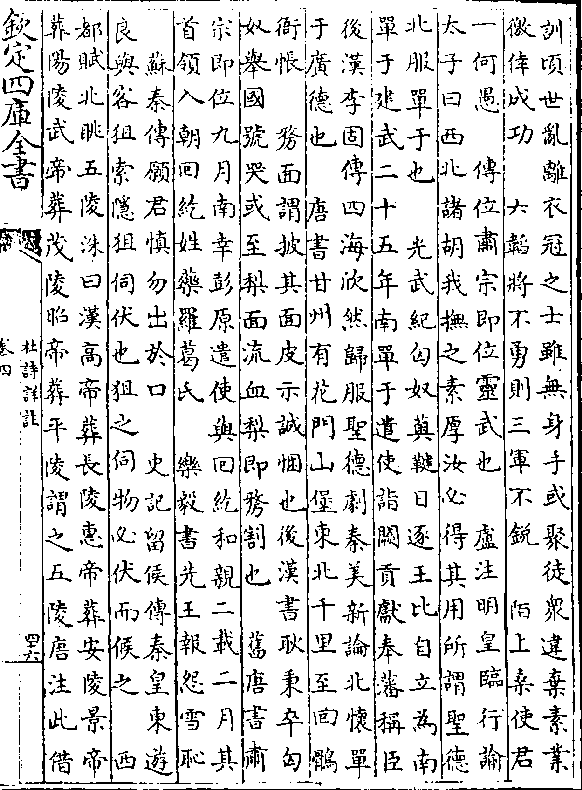 訓頃世亂離衣冠之士雖無身手或聚徒衆違棄素業
徼倖成功　六韜將不勇則三軍不鋭　陌上桑使君
一何愚　傳位肅宗即位靈武也　盧注明皇臨行諭
太子曰西北諸胡我撫之素厚汝必得其用所謂聖德
北服單于也　光武紀匈奴薁鞬日逐王比自立為南
單于建武二十五年南單于遣使詣闕貢獻奉藩稱臣
後漢李固傳四海欣然歸服聖德劇秦美新論北懷單
于廣德也　唐書甘州有花門山堡東北千里至回鶻
衙帳　剺面謂披其面皮示誠悃也後漢書耿秉卒匈
奴舉國號哭或至梨面流血梨即剺割也　舊唐書肅
宗即位九月南幸彭原遣使與回紇和親二載二月其
首領入朝回紇姓藥羅葛氏　樂毅書先王報怨雪恥
蘇秦傳願君慎勿出於口　史記留侯傳秦皇東遊
良與客狙索隱狙伺伏也狙之伺物必伏而候之　西
都賦北眺五陵洙曰漢高帝葬長陵惠帝葬安陵景帝
葬陽陵武帝葬茂陵昭帝葬平陵謂之五陵唐注此借
欽定四庫全書
杜詩詳註
卷四
四六